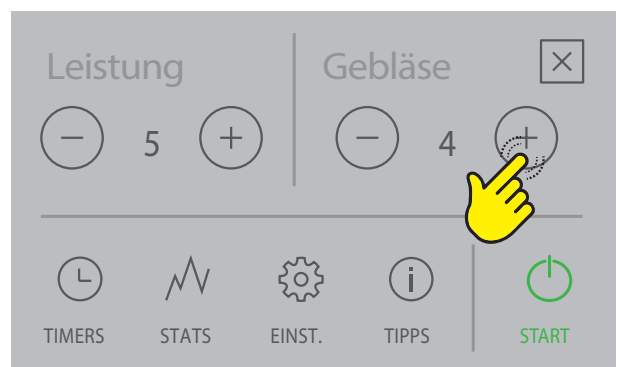 Leistung
Gebläse
5
4
TIMERS
STATS
EINST.
TIPPS
START